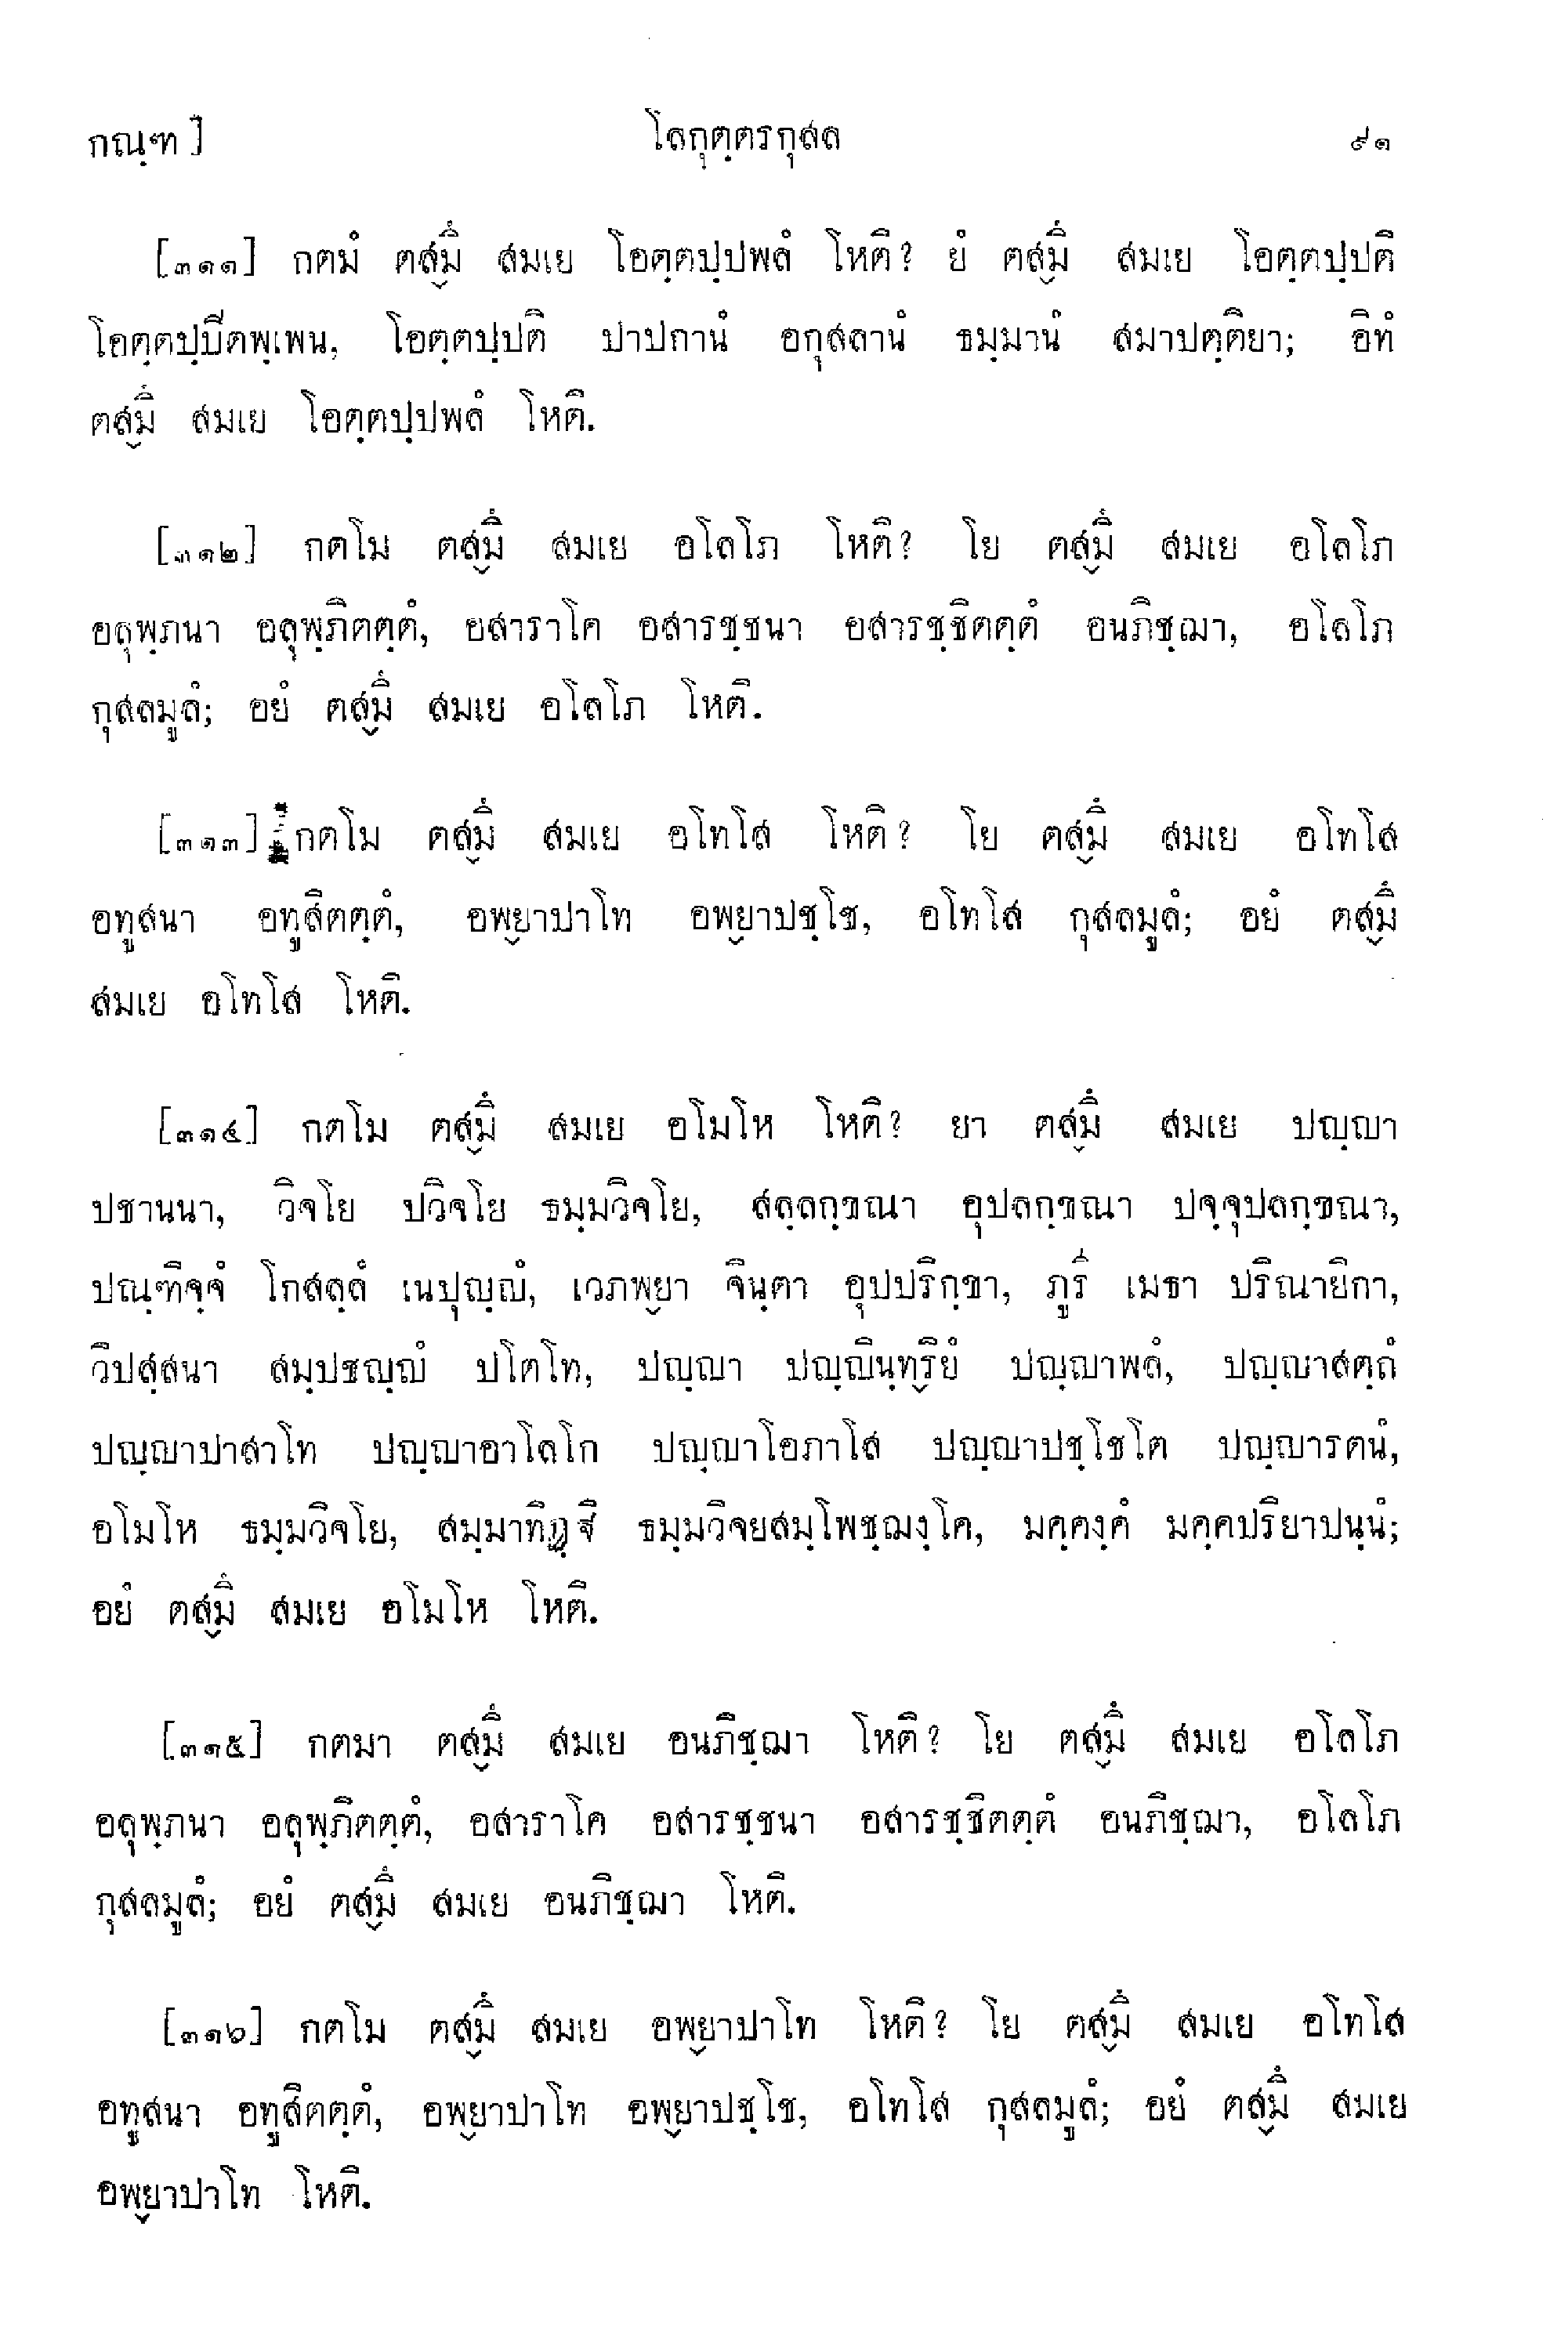 กณฺฑ ] โลกุตฺตรกุสล ๙๑
[๓๑๑] กตมํ ตสฺมึ สมเย โอตฺตปฺปพลํ โหติ? ยํ ตสฺมึ สมเย โอตฺตปฺปติ
โอตฺตปฺปิตพฺเพน, โอตฺตปฺปติ ปาปกานํ อกุสลานํ ธมฺมานํ สมาปตฺติยา; อิทํ
ตสฺมึ สมเย โอตฺตปฺปพลํ โหติ.
[๓๑๒] กตโม ตสฺมึ สมเย อโลโภ โหติ? โย ตสฺมึ สมเย อโลโภ
อลุพฺภนา อลุพฺภิตตฺตํ, อสาราโค อสารชฺชนา อสารชฺชิตตฺตํ อนภิชฺฌา, อโลโภ
กุสลมูลํ; อยํ ตสฺมึ สมเย อโลโภ โหติ.
[๓๑๓] กตโม ตสฺมึ สมเย อโทโส โหติ? โย ตสฺมึ สมเย อโทโส
อทูสนา อทูสิตตฺตํ, อพฺยาปาโท อพฺยาปชฺโช, อโทโส กุสลมูลํ; อยํ ตสฺมึ
สมเย อโทโส โหติ.
[๓๑๔] กตโม ตสฺมึ สมเย อโมโห โหติ? ยา ตสฺมึ สมเย ปญฺญา
ปชานนา, วิจโย ปวิจโย ธมฺมวิจโย, สลฺลกฺขณา อุปลกฺขณา ปจฺจุปลกฺขณา,
ปณฺฑิจฺจํ โกสลฺลํ เนปุญฺญํ, เวภพฺยา จินฺตา อุปปริกฺขา, ภูริ เมธา ปริณายิกา,
วิปสฺสนา สมฺปชญฺญํ ปโตโท, ปญฺญา ปญฺญินฺทฺริยํ ปญฺญาพลํ, ปญฺญาสตฺถํ
ปญฺญาปาสาโท ปญฺญาอาโลโก ปญฺญาโอภาโส ปญฺญาปชฺโชโต ปญฺญารตนํ,
อโมโห ธมฺมวิจโย, สมฺมาทิฏฺฐิ ธมฺมวิจยสมฺโพชฺฌงฺโค, มคฺคงฺคํ มคฺคปริยาปนฺนํ;
อยํ ตสฺมึ สมเย อโมโห โหติ.
[๓๑๕] กตมา ตสฺมึ สมเย อนภิชฺฌา โหติ? โย ตสฺมึ สมเย อโลโภ
อลุพฺภนา อลุพฺภิตตฺตํ, อสาราโค อสารชฺชนา อสารชฺชิตตฺตํ อนภิชฺฌา, อโลโภ
กุสลมูลํ; อยํ ตสฺมึ สมเย อนภิชฺฌา โหติ.
[๓๑๖] กตโม ตสฺมึ สมเย อพฺยาปาโท โหติ? โย ตสฺมึ สมเย อโทโส
อทูสนา อทูสิตตฺตํ, อพฺยาปาโท อพฺยาปชฺโช, อโทโส กุสลมูลํ; อยํ ตสฺมึ สมเย
อพฺยาปาโท โหติ.